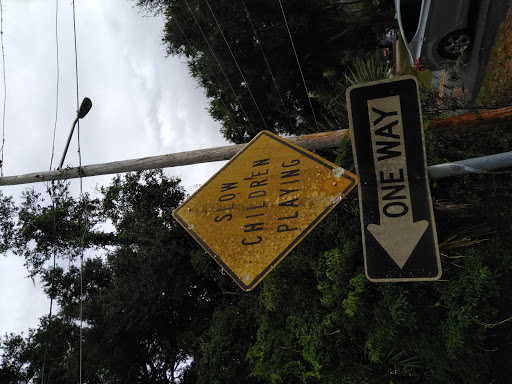 SLOW
CHILDREN
PLAYING
ONE WAY